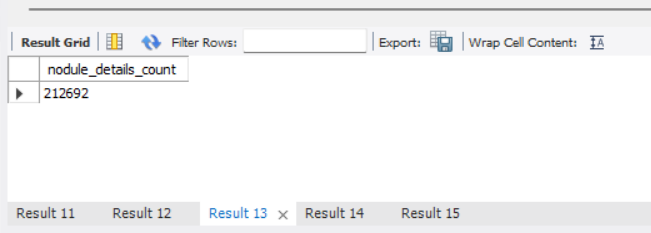 Result Grid Filter Rows: Export: Wrap Cell Content: IA
nodule_details_count
212692
Result 11 Result 12 Result 13 × Result 14 Result 15